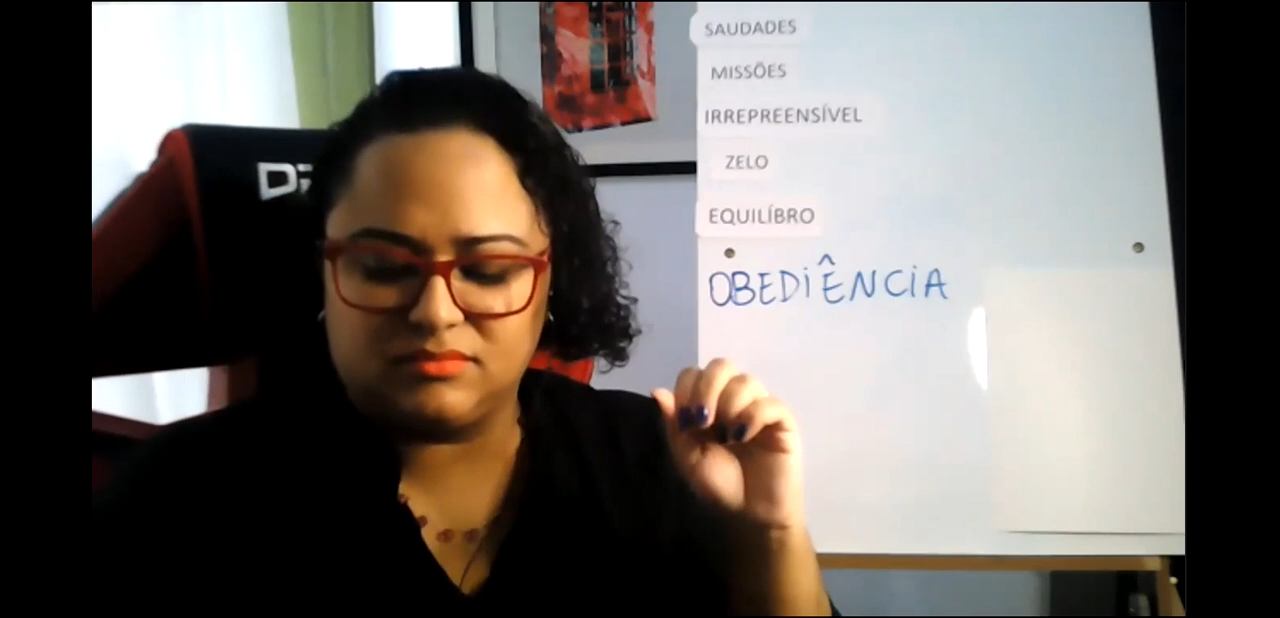 SAUDADES
MISSÕES
IRREPREENSÍVEL
ZELO
EQUILÍBRO
OBEDIÊNCIA